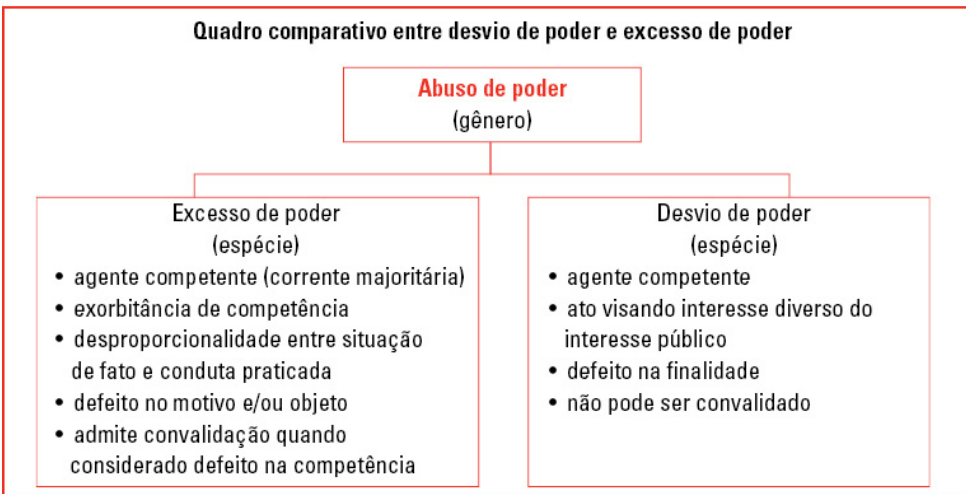 Quadro comparativo entre desvio de poder e excesso de poder
Abuso de poder
(gênero)
Excesso de poder
(espécie)
• agente competente (corrente majoritária)
• exorbitância de competência
• desproporcionalidade entre situação
de fato e conduta praticada
• defeito no motivo e/ou objeto
• admite convalidação quando
considerado defeito na competência
Desvio de poder
(espécie)
• agente competente
• ato visando interesse diverso do
interesse público
• defeito na finalidade
• não pode ser convalidado